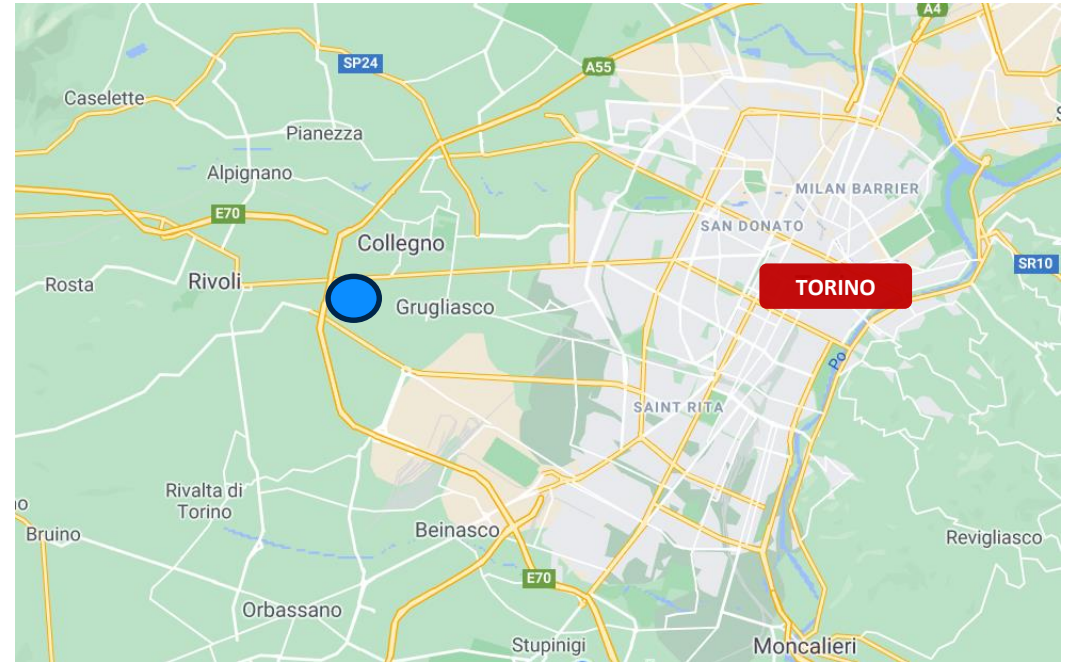 A4
SP24
A55
Caselette
Pianezza
Alpignano
MILAN BARRIER
E70
SAN DONATO
Collegno
SR10
Rosta
Rivoli
TORINO
Grugliasco
Po
SAINT RITA
Rivalta di
Torino
Bruino
Beinasco
Revigliasco
E70
Orbassano
Stupinigi
Moncalieri